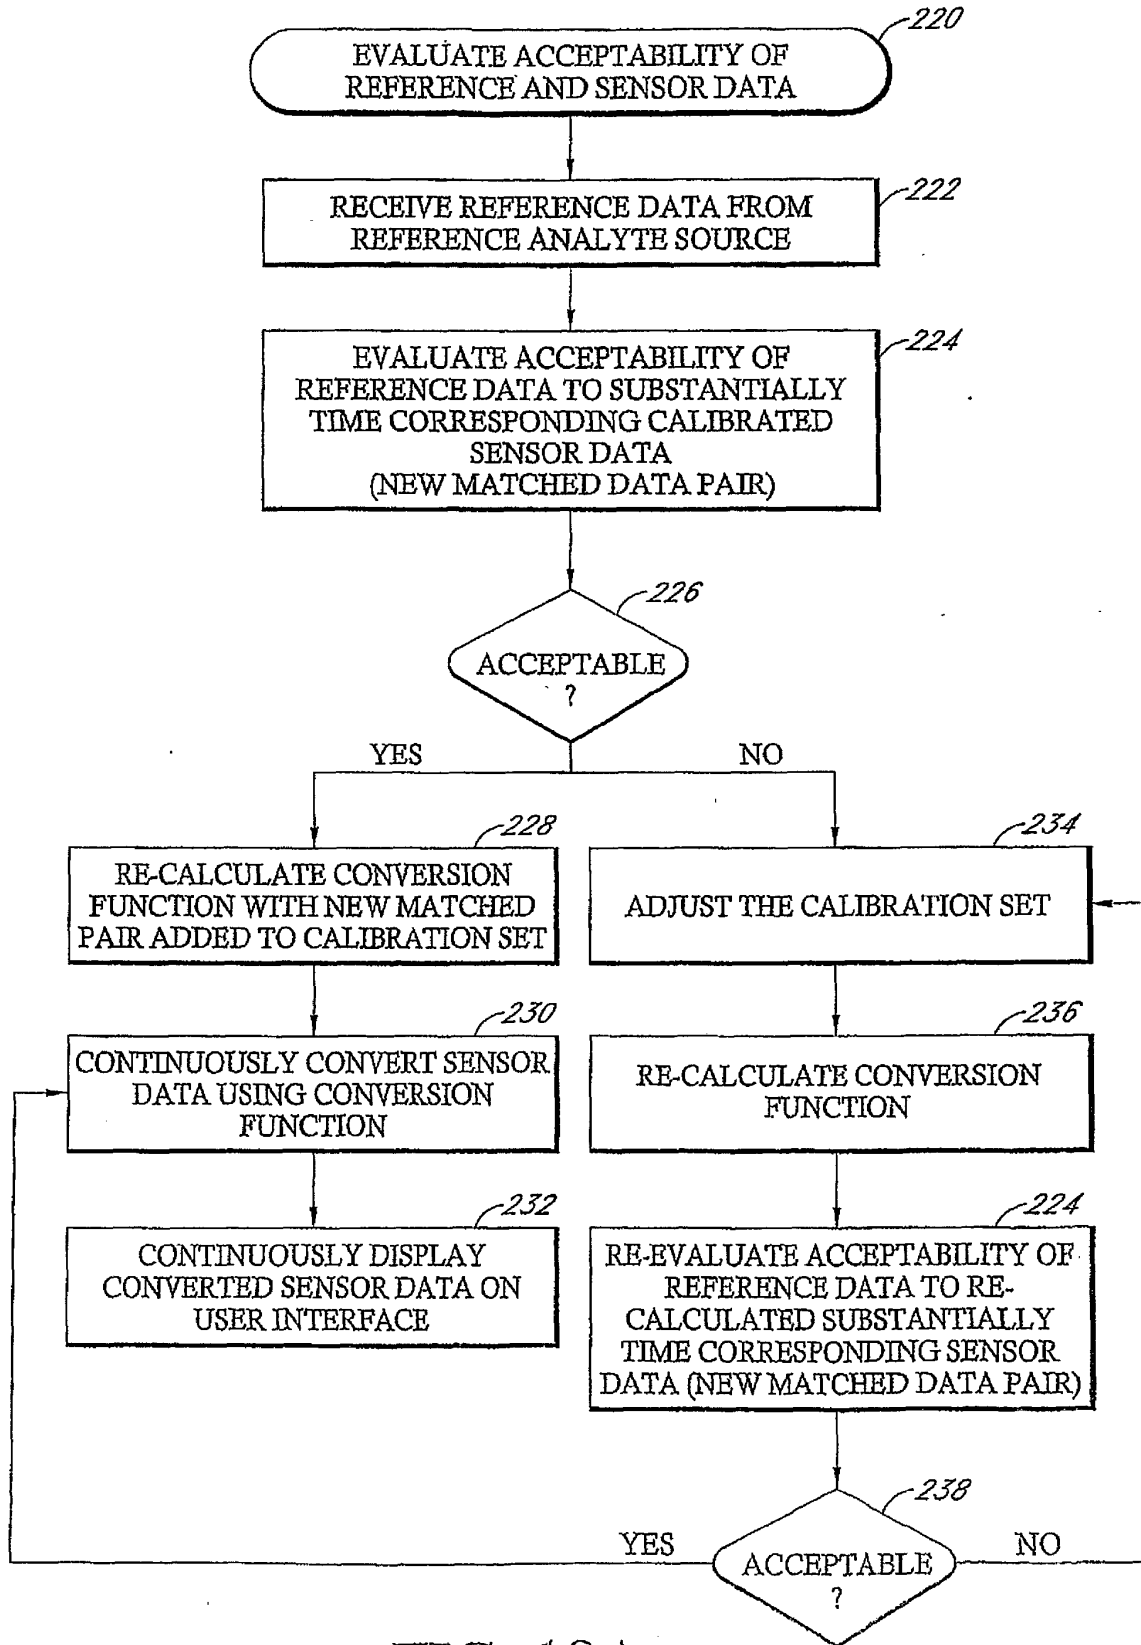 220
EVALUATE ACCEPTABILITY OF
REFERENCE AND SENSOR DATA
222
RECEIVE REFERENCE DATA FROM
REFERENCE ANALYTE SOURCE
224
EVALUATE ACCEPTABILITY OF
REFERENCE DATA TO SUBSTANTIALLY
TIME CORRESPONDING CALIBRATED
SENSOR DATA
(NEW MATCHED DATA PAIR)
226
ACCEPTABLE
?
YES
NO
228
RE-CALCULATE CONVERSION
FUNCTION WITH NEW MATCHED
PAIR ADDED TO CALIBRATION SET
234
ADJUST THE CALIBRATION SET
230
CONTINUOUSLY CONVERT SENSOR
DATA USING CONVERSION
FUNCTION
236
RE-CALCULATE CONVERSION
FUNCTION
232
CONTINUOUSLY DISPLAY
CONVERTED SENSOR DATA ON
USER INTERFACE
224
RE-EVALUATE ACCEPTABILITY OF
REFERENCE DATA TO RE-
CALCULATED SUBSTANTIALLY
TIME CORRESPONDING SENSOR
DATA (NEW MATCHED DATA PAIR)
238
YES
ACCEPTABLE
?
NO